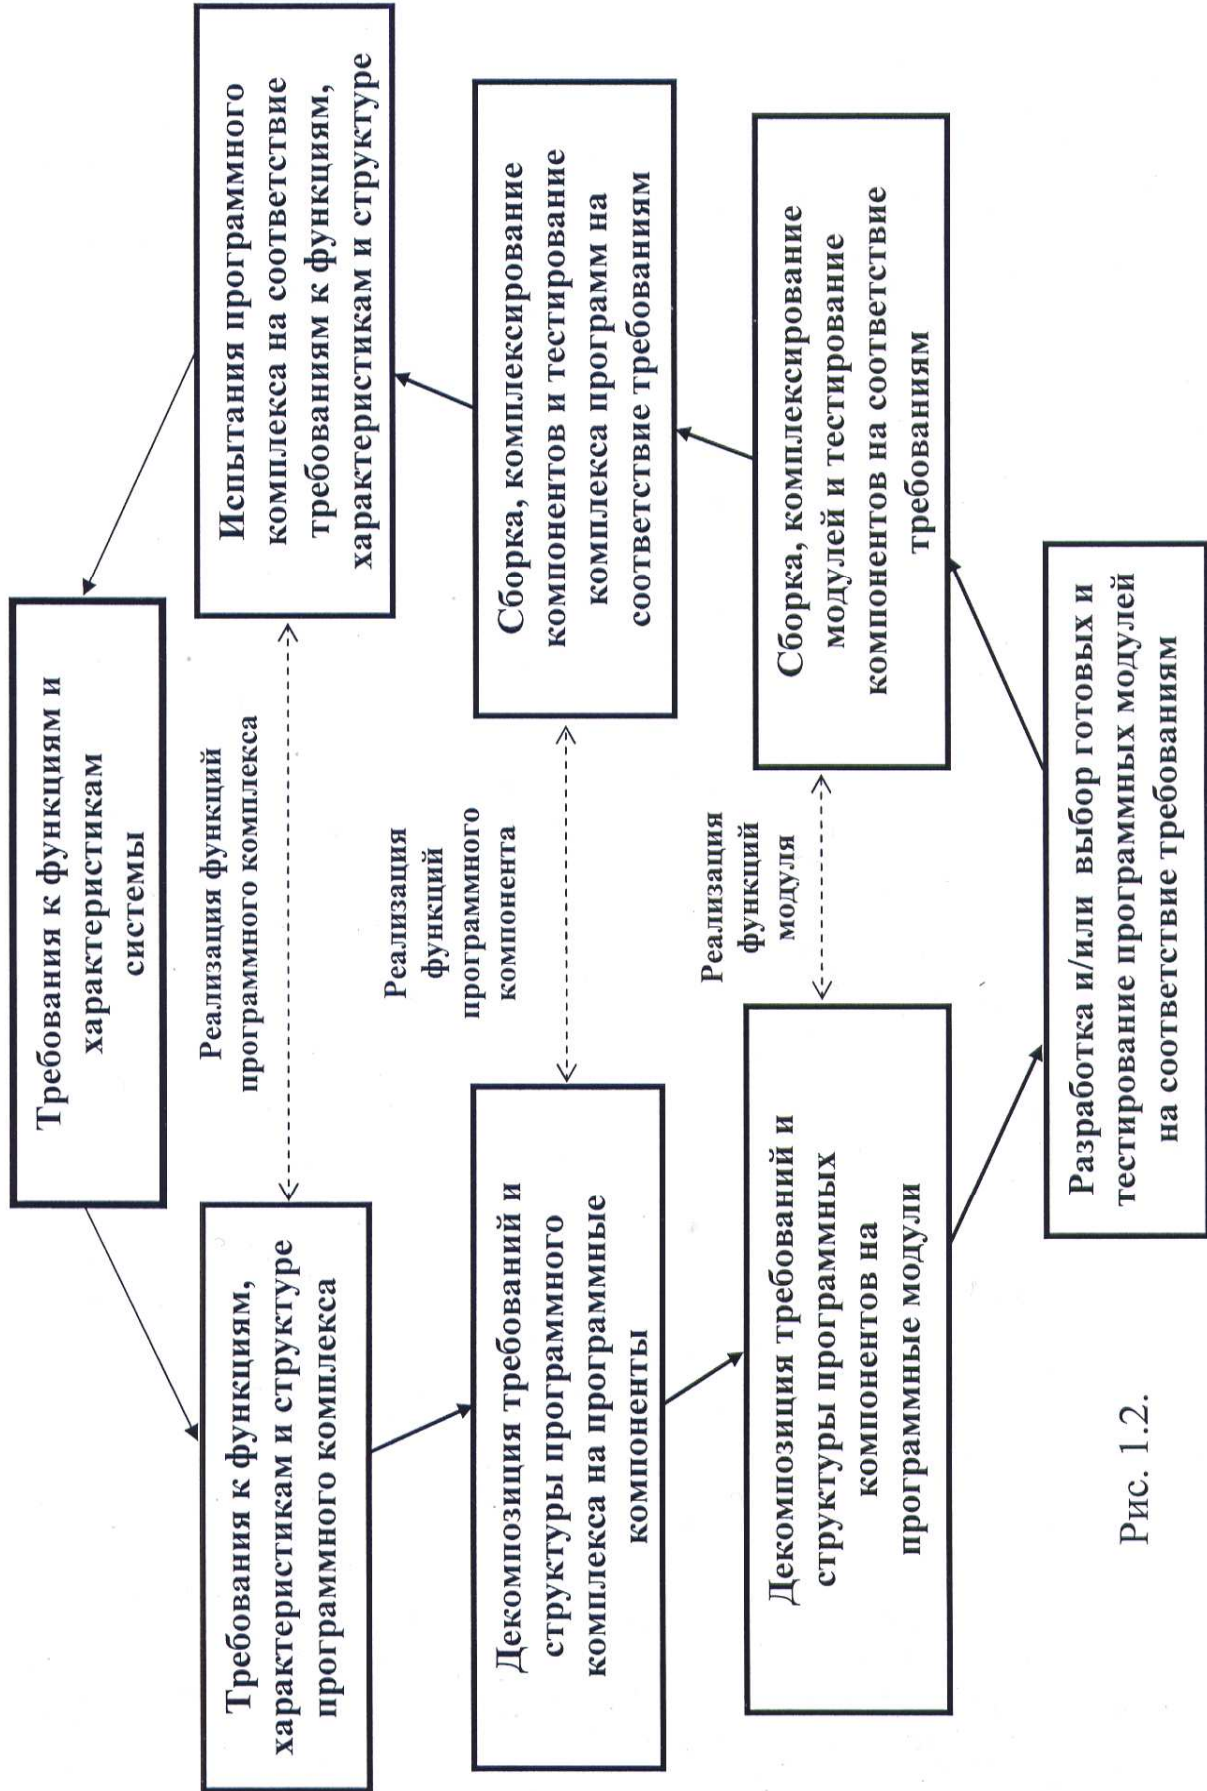 Требования к функциям и
характеристикам
системы
Требования к функциям,
характеристикам и структуре
программного комплекса
Реализация функций
программного комплекса
Испытания программного
комплекса на соответствие
требованиям к функциям,
характеристикам и структуре
Декомпозиция требований и
структуры программного
комплекса на программные
компоненты
Реализация
функций
программного
компонента
Сборка, комплексирование
компонентов и тестирование
комплекса программ на
соответствие требованиям
Декомпозиция требований и
структуры программных
компонентов на
программные модули
Реализация
функций
модуля
Сборка, комплексирование
модулей и тестирование
компонентов на соответствие
требованиям
Разработка и/или выбор готовых и
тестирование программных модулей
на соответствие требованиям
Рис. 1.2.